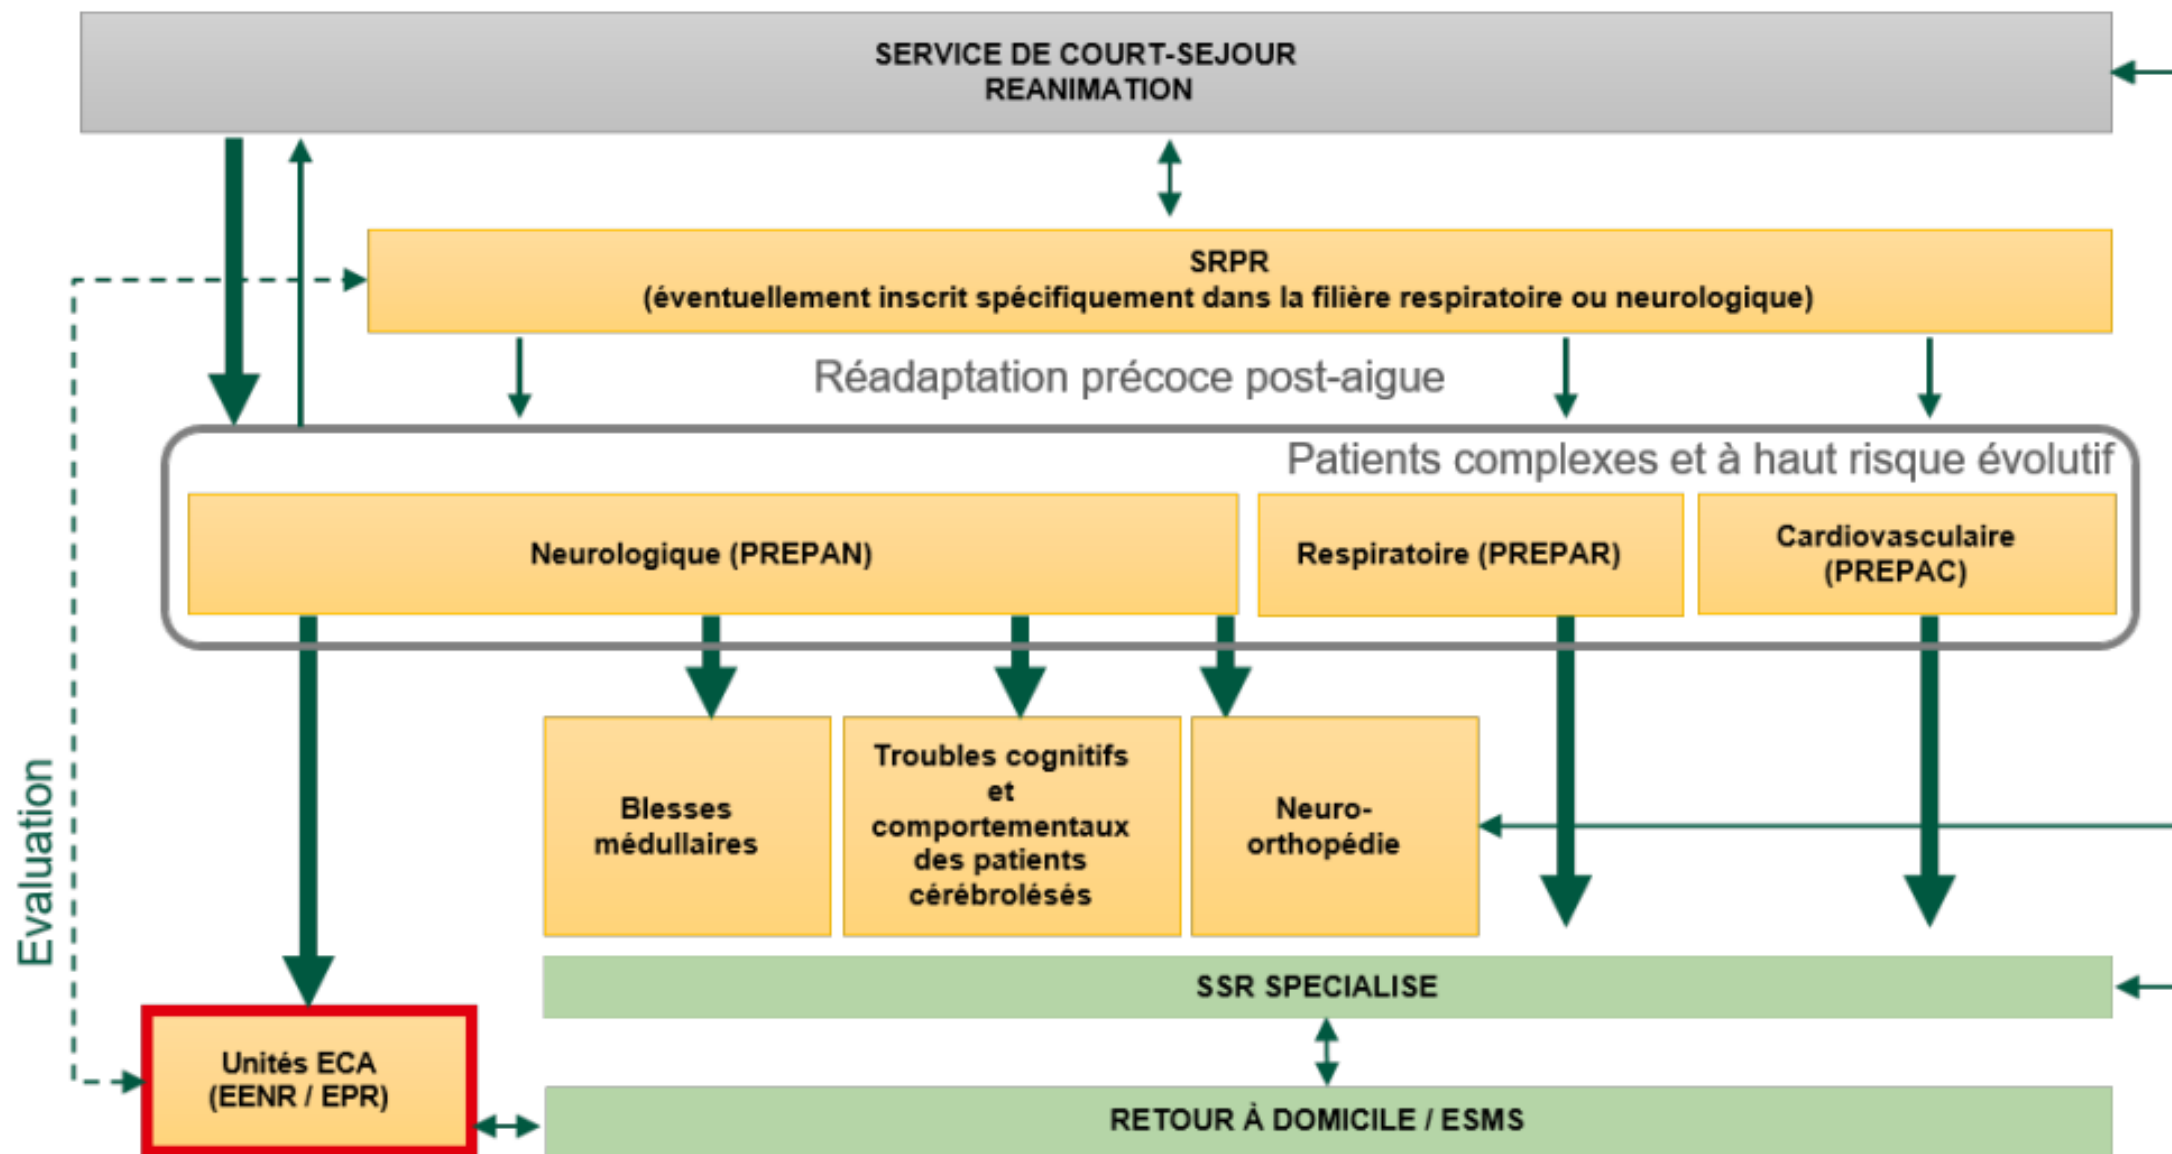 SERVICE DE COURT-SEJOUR
REANIMATION
SRPR
(éventuellement inscrit spécifiquement dans la filière respiratoire ou neurologique)
Réadaptation précoce post-aigue
Patients complexes et à haut risque évolutif
Neurologique (PREPAN)
Respiratoire (PREPAR)
Cardiovasculaire
(PREPAC)
Blesses
médullaires
Troubles cognitifs
et
comportementaux
des patients
cérébrolésés
Neuro-
orthopédie
Evaluation
SSR SPECIALISE
Unités ECA
(EENR / EPR)
RETOUR À DOMICILE / ESMS